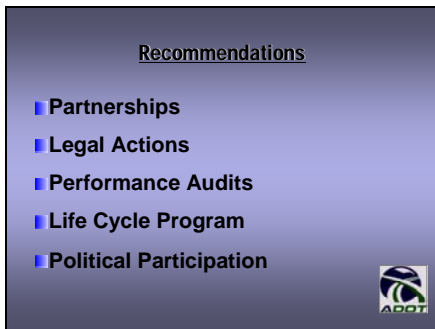 Recommendations
Partnerships
Legal Actions
Performance Audits
Life Cycle Program
Political Participation
ADOT